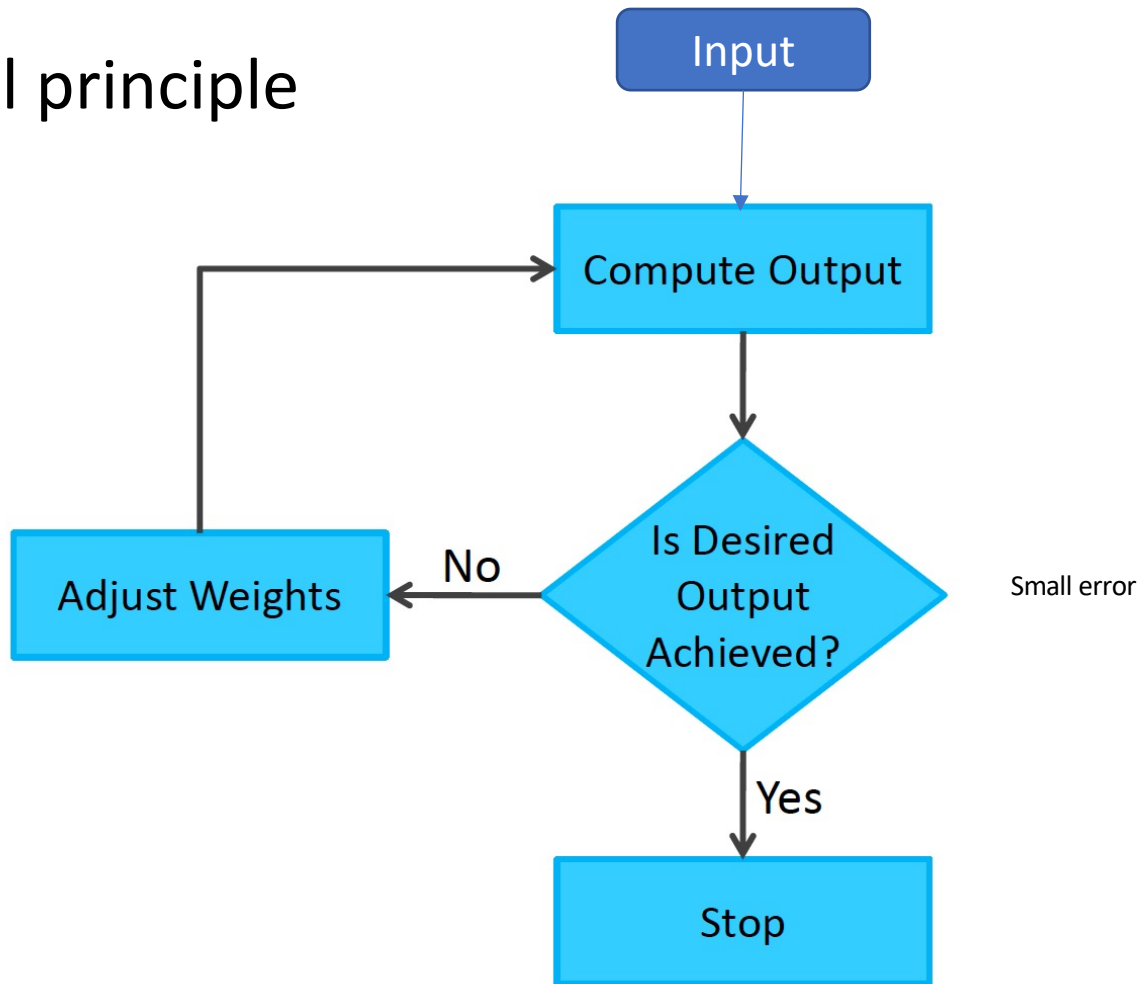 l principle
Input
Compute Output
Is Desired
Output
Achieved?
Small error
No
Adjust Weights
Yes
Stop